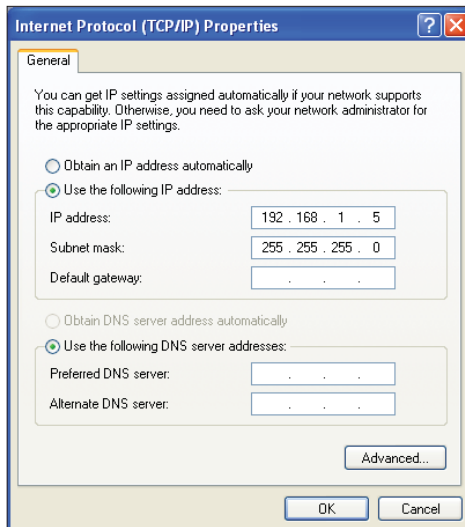 Internet Protocol (TCP/IP) Properties
General
You can get IP settings assigned automatically if your network supports
this capability. Otherwise, you need to ask your network administrator for
the appropriate IP settings.
Obtain an IP address automatically
Use the following IP address:
IP address: 192 . 168 . 1 . 5
Subnet mask: 255 . 255 . 255 . 0
Default gateway: . . .
Obtain DNS server address automatically
Use the following DNS server addresses:
Preferred DNS server: . . .
Alternate DNS server: . . .
Advanced...
OK Cancel